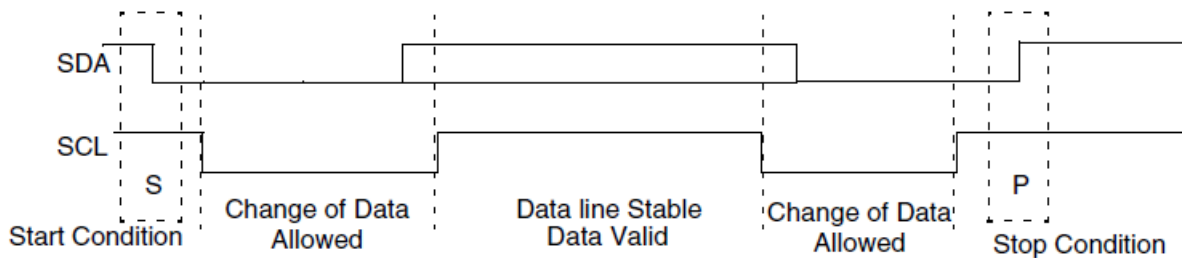 SDA
SCL
S
P
Start Condition
Change of Data
Allowed
Data line Stable
Data Valid
Change of Data
Allowed
Stop Condition